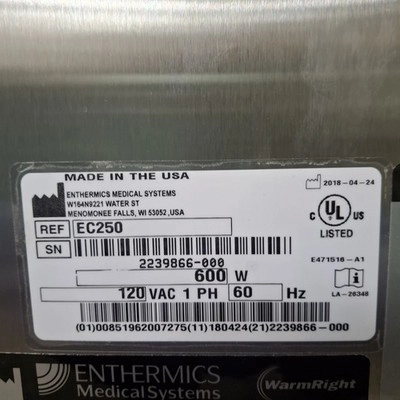 MADE IN THE USA
ENTHERMICS MEDICAL SYSTEMS
W164N9221 WATER ST
MENOMONEE FALLS, WI 53052 ,USA
2018-04-24
REF EC250
SN
2239866-000
C UL US
LISTED
E471516-A1
600 W
120 VAC 1 PH 60 Hz
LA-26348
(01)00851962007275(11)180424(21)2239866-000
ENTHERMICS
Medical Systems
WarmRight